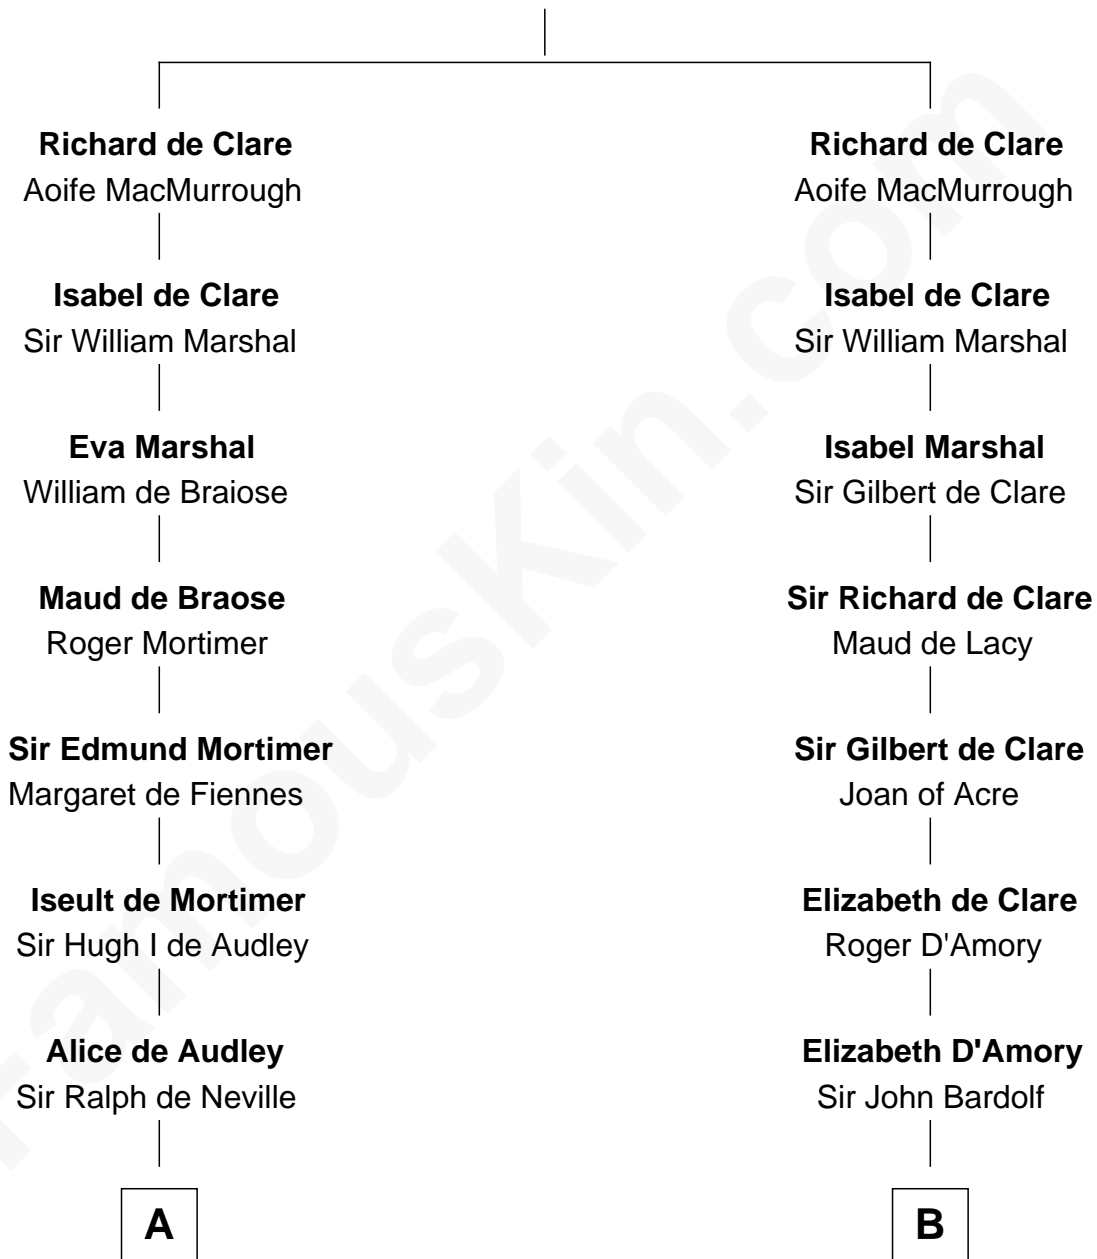 Richard de Clare
Aoife MacMurrough
Isabel de Clare
Sir William Marshal
Eva Marshal
William de Braiose
Maud de Braose
Roger Mortimer
Sir Edmund Mortimer
Margaret de Fiennes
Iseult de Mortimer
Sir Hugh I de Audley
Alice de Audley
Sir Ralph de Neville
A
Richard de Clare
Aoife MacMurrough
Isabel de Clare
Sir William Marshal
Isabel Marshal
Sir Gilbert de Clare
Sir Richard de Clare
Maud de Lacy
Sir Gilbert de Clare
Joan of Acre
Elizabeth de Clare
Roger D'Amory
Elizabeth D'Amory
Sir John Bardolf
B
FamousKin.com